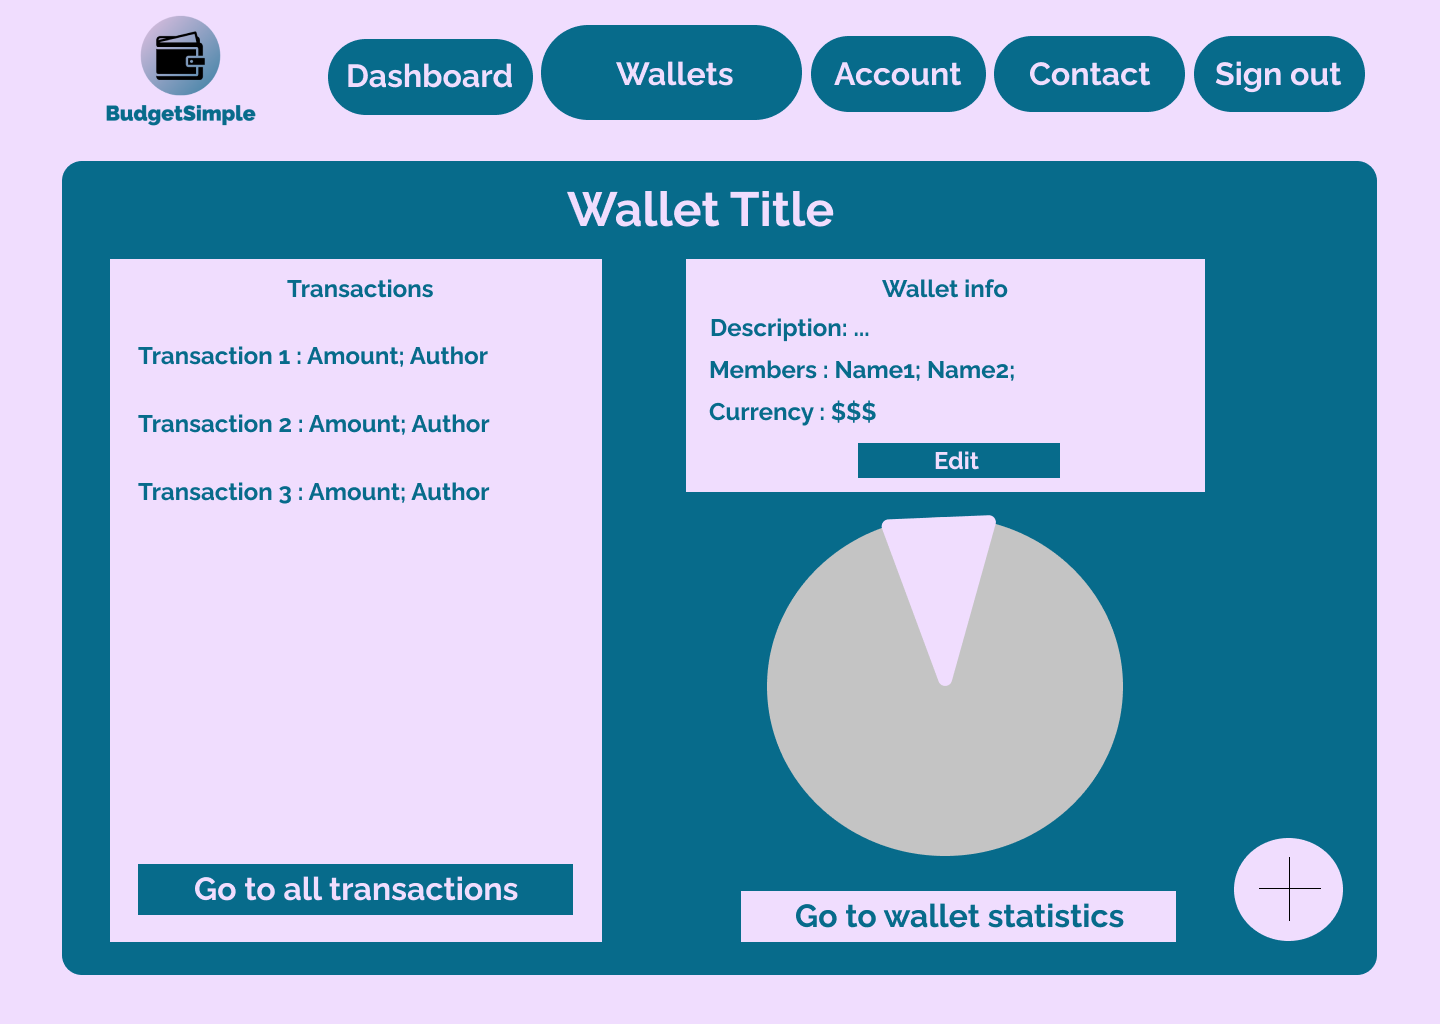 BudgetSimple
Dashboard
Wallets
Account
Contact
Sign out
Wallet Title
Transactions
Transaction 1 : Amount; Author
Transaction 2 : Amount; Author
Transaction 3 : Amount; Author
Go to all transactions
Wallet info
Description: ...
Members : Name1; Name2;
Currency : $$$
Edit
Go to wallet statistics